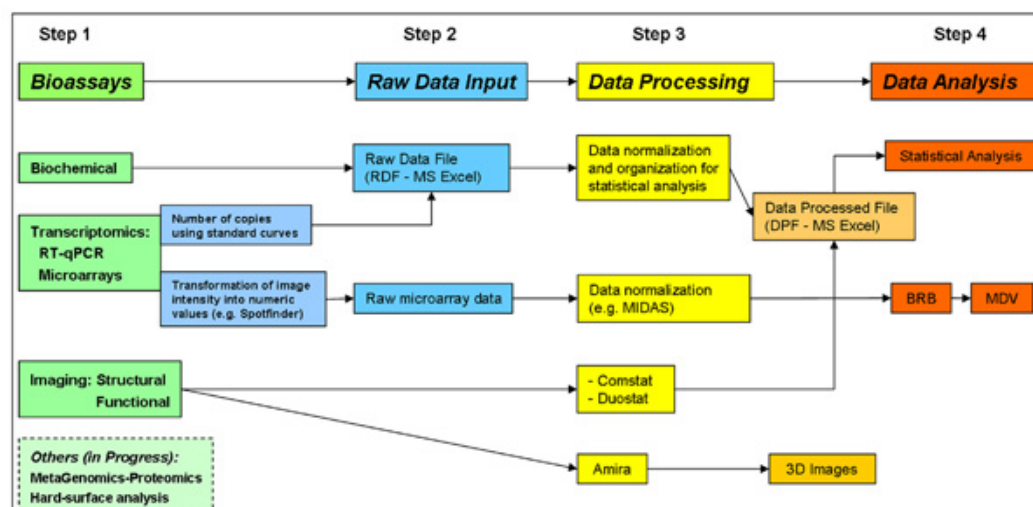 Step 1
Step 2
Step 3
Step 4
Bioassays
Raw Data Input
Data Processing
Data Analysis
Biochemical
Raw Data File
(RDF - MS Excel)
Data normalization
and organization for
statistical analysis
Statistical Analysis
Data Processed File
(DPF - MS Excel)
Transcriptomics:
RT-qPCR
Microarrays
Number of copies
using standard curves
Transformation of image
intensity into numeric
values (e.g. Spotfinder)
Raw microarray data
Data normalization
(e.g. MIDAS)
BRB
MDV
Imaging: Structural
Functional
- Comstat
- Duostat
Others (in Progress):
MetaGenomics-Proteomics
Hard-surface analysis
Amira
3D Images